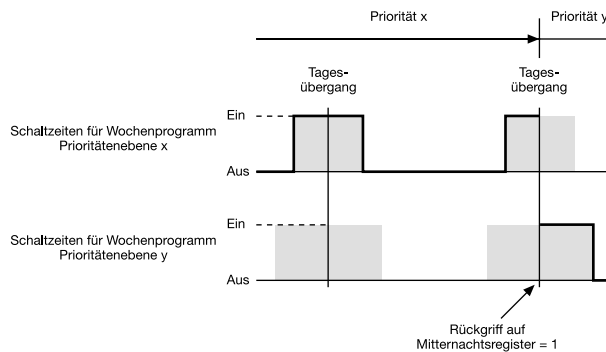 Priorität x
Priorität y
Tages-
übergang
Tages-
übergang
Ein
Schaltzeiten für Wochenprogramm
Prioritätenebene x
Aus
Ein
Schaltzeiten für Wochenprogramm
Prioritätenebene y
Aus
Rückgriff auf
Mitternachtsregister = 1